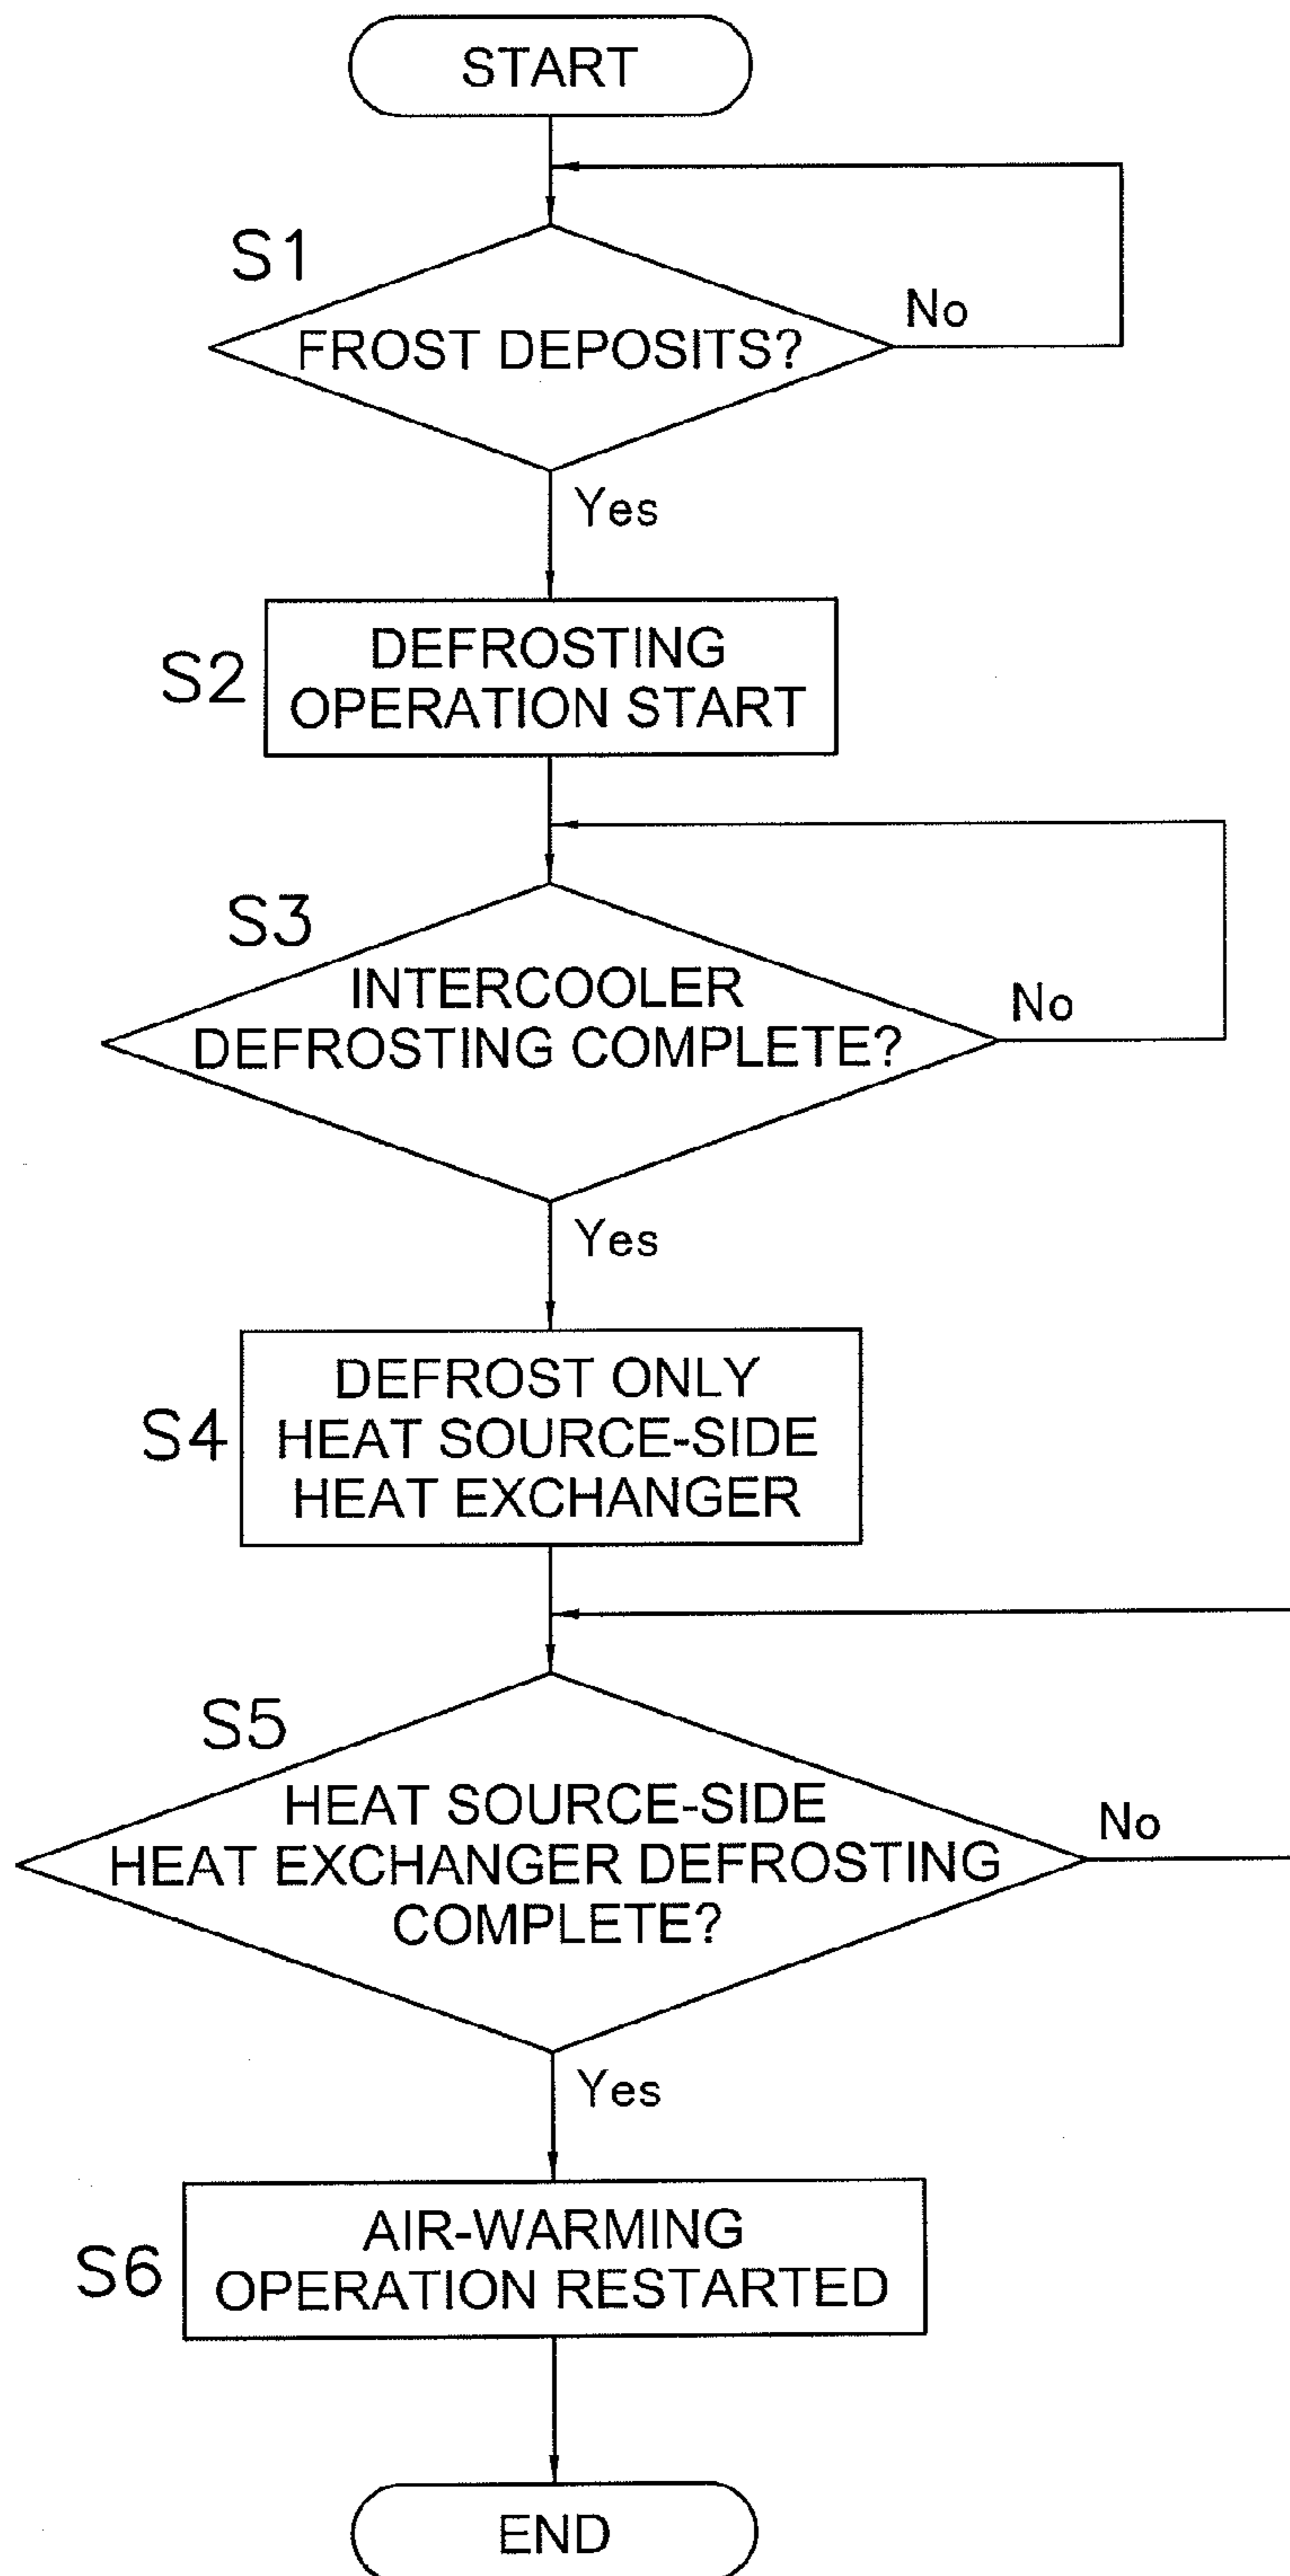 START
S1
FROST DEPOSITS?
No
Yes
S2
DEFROSTING
OPERATION START
S3
INTERCOOLER
DEFROSTING COMPLETE?
No
Yes
S4
DEFROST ONLY
HEAT SOURCE-SIDE
HEAT EXCHANGER
S5
HEAT SOURCE-SIDE
HEAT EXCHANGER DEFROSTING
COMPLETE?
No
Yes
S6
AIR-WARMING
OPERATION RESTARTED
END